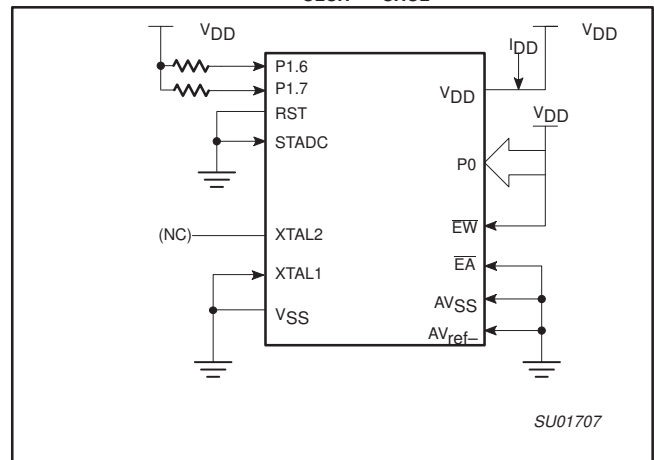 VDD
P1.6
P1.7
RST
STADC
(NC)
XTAL2
XTAL1
VSS
IDD
VDD
VDD
VDD
P0
EW
EA
AVSS
AVref–
SU01707